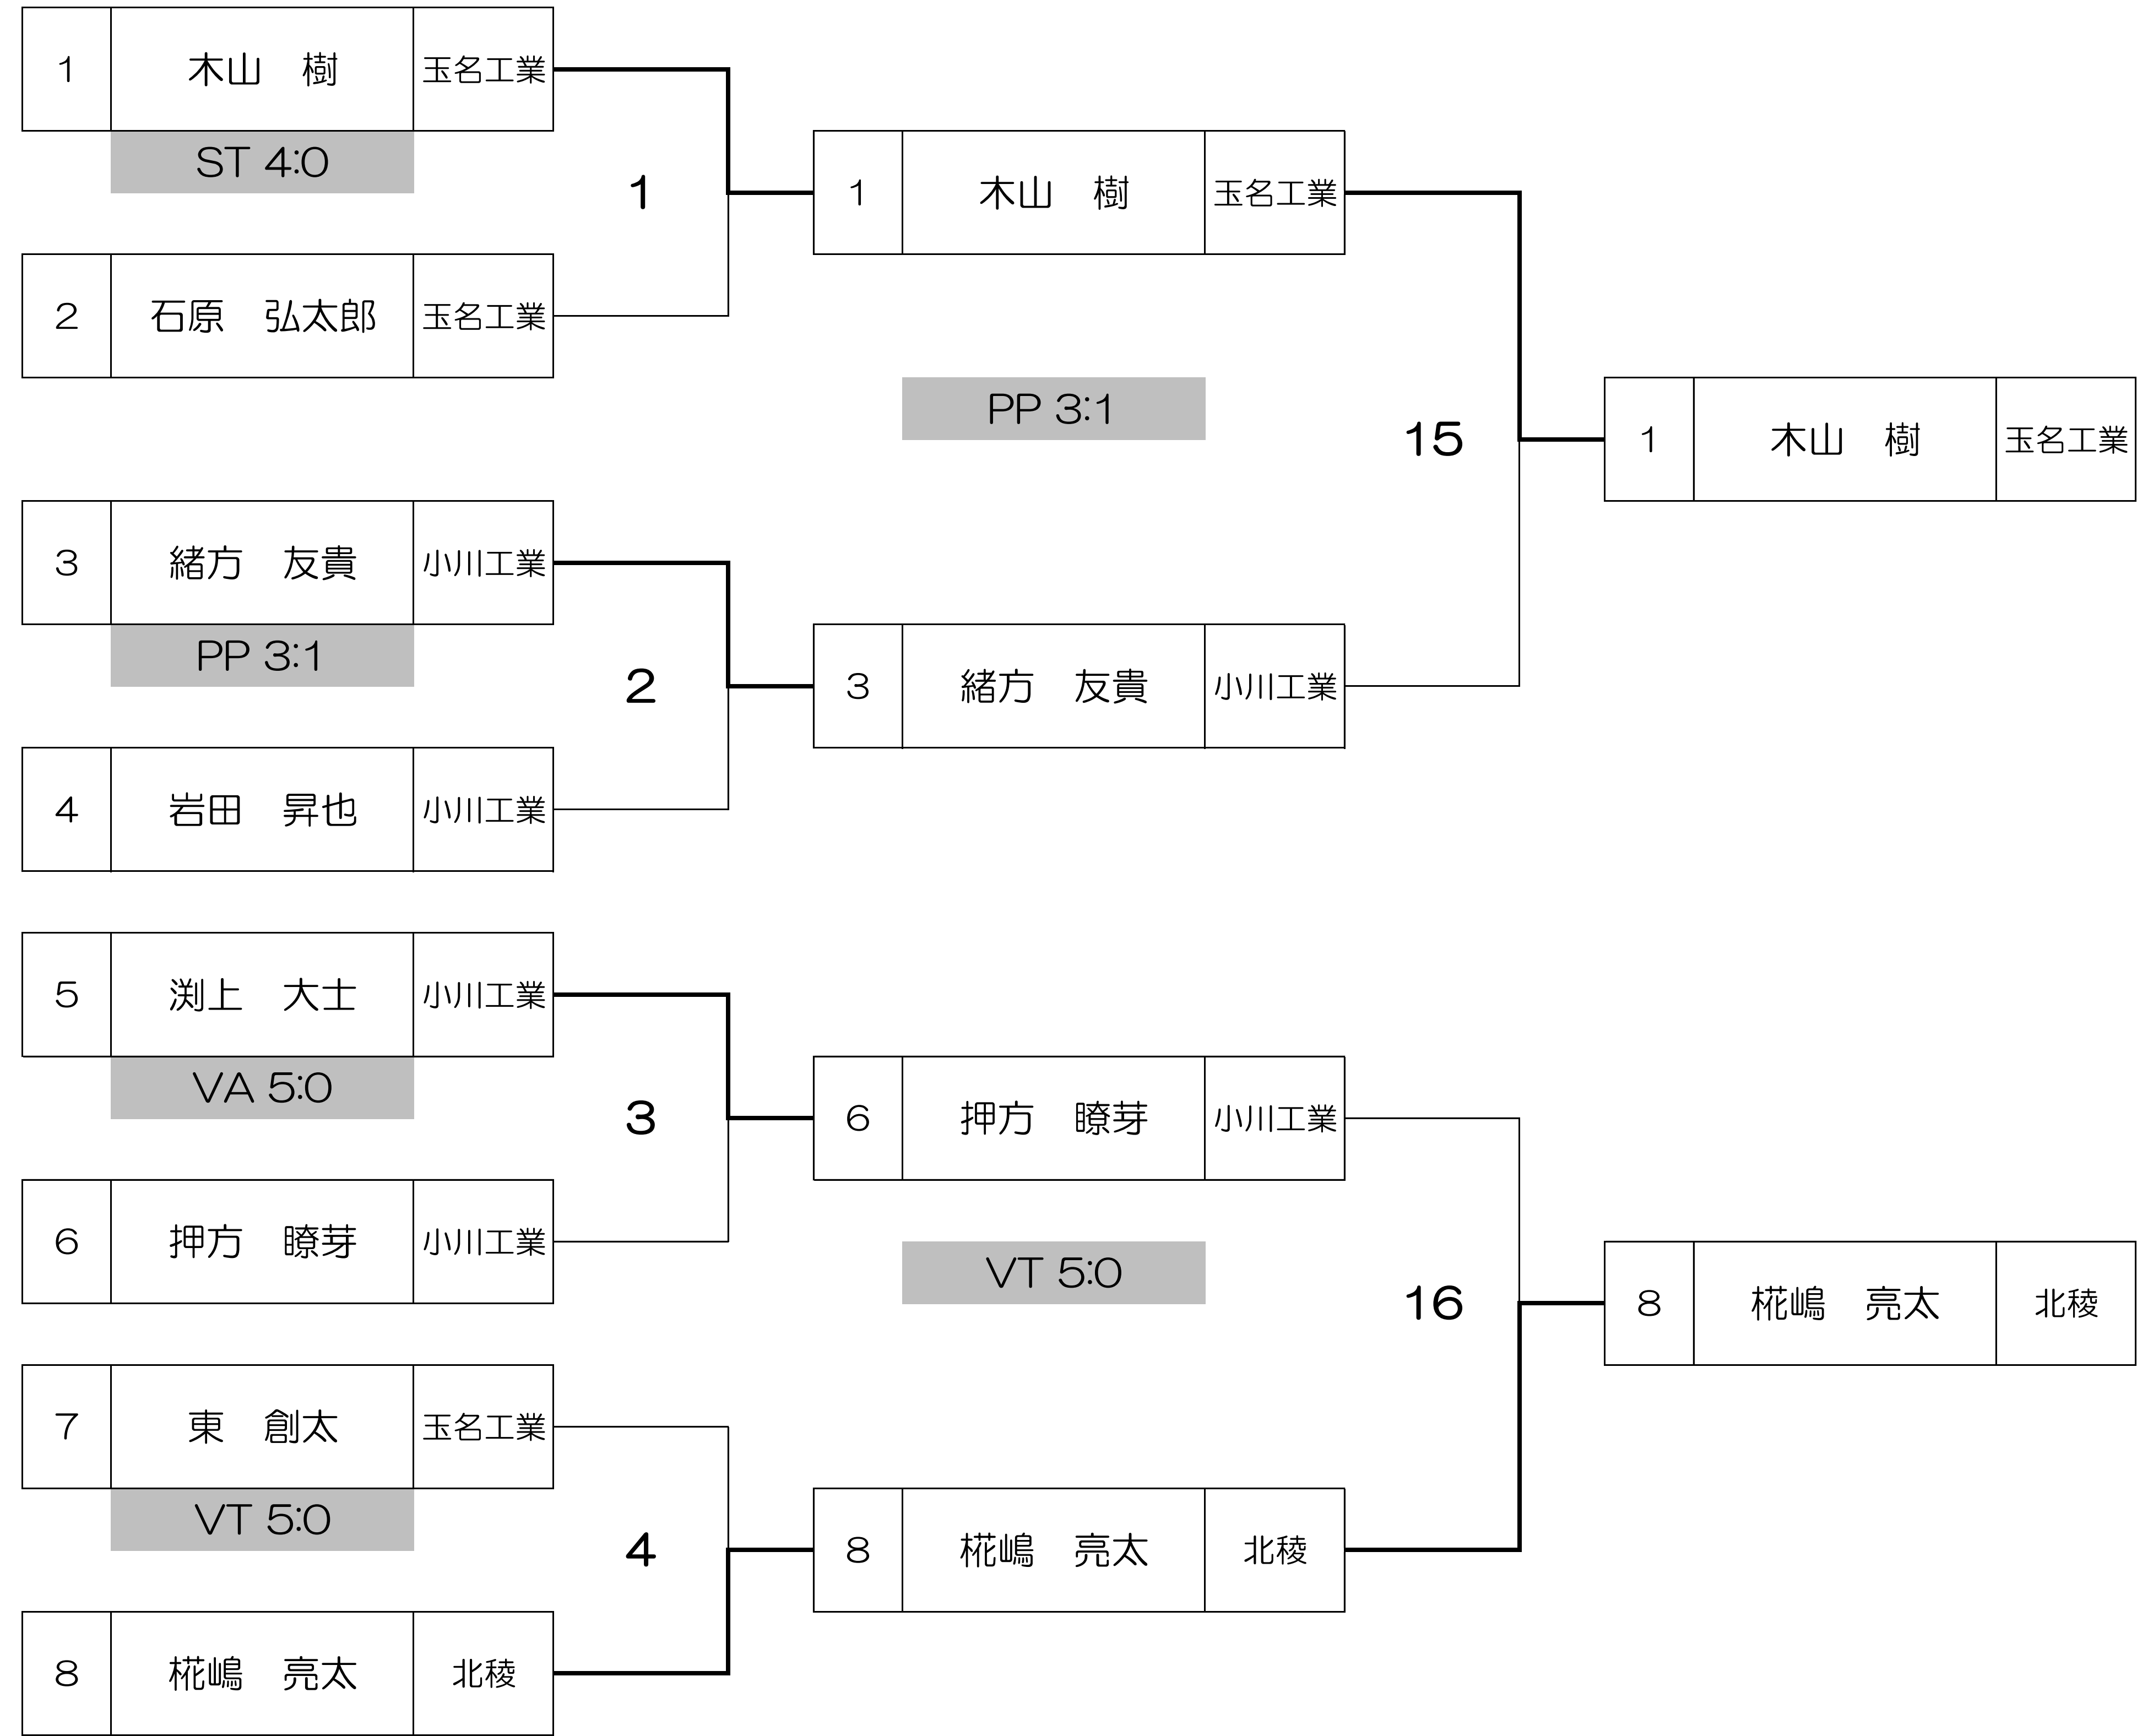 1 木山　樹 玉名工業
ST 4:0
1
2 石原　弘太郎 玉名工業
3 緒方　友貴 小川工業
PP 3:1
2
4 岩田　昇也 小川工業
5 渕上　大士 小川工業
VA 5:0
3
6 押方　瞭芽 小川工業
7 東　創太 玉名工業
VT 5:0
4
8 椛嶋　亮太 北稜
1 木山　樹 玉名工業
PP 3:1
15
3 緒方　友貴 小川工業
6 押方　瞭芽 小川工業
VT 5:0
16
8 椛嶋　亮太 北稜
1 木山　樹 玉名工業
8 椛嶋　亮太 北稜